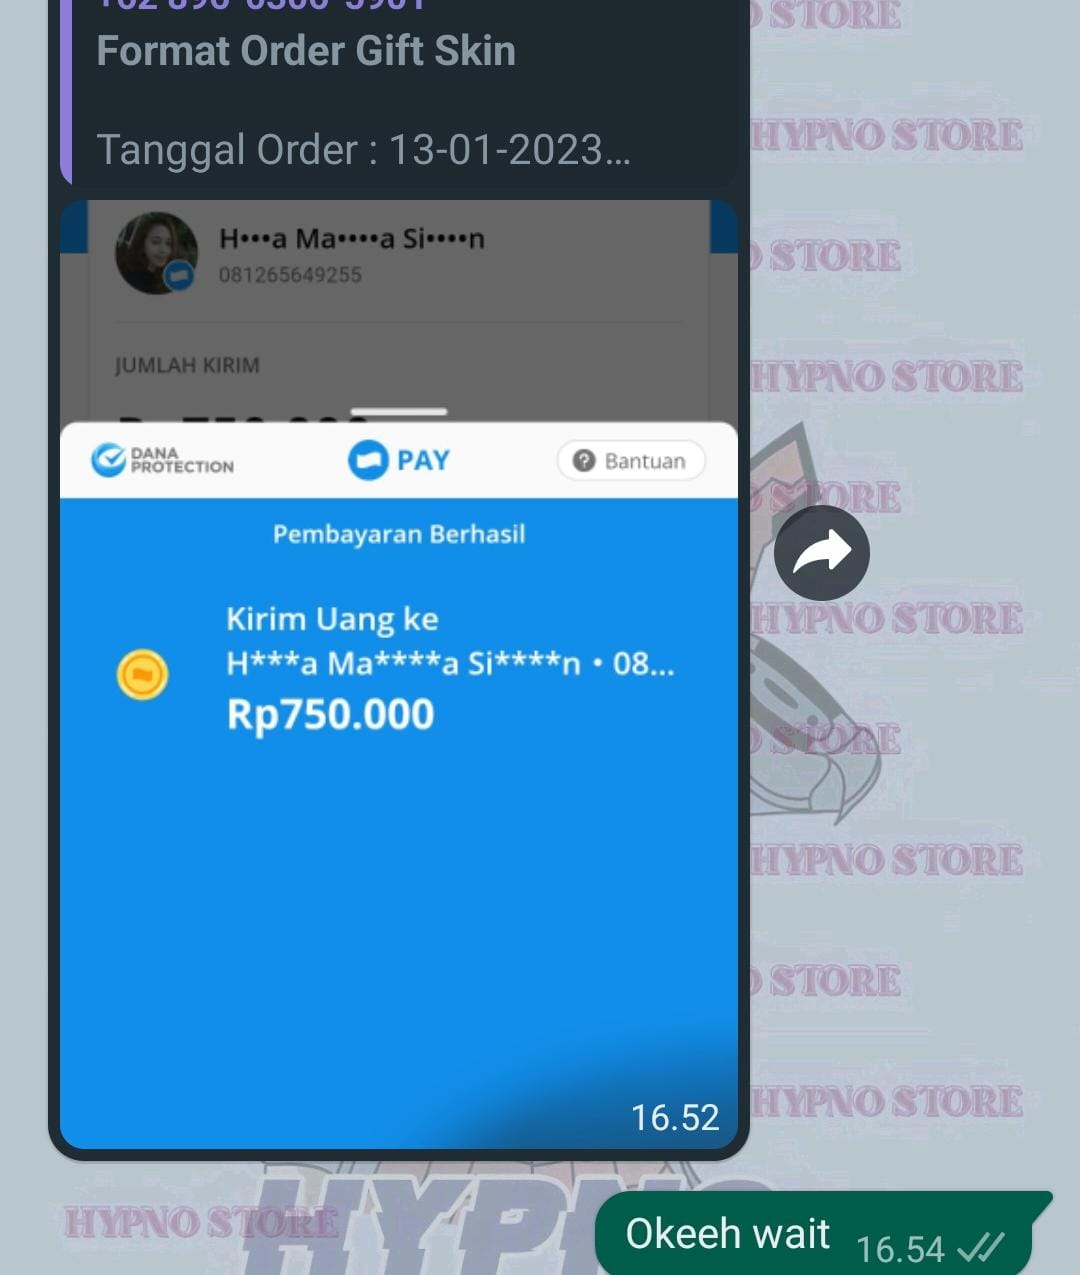 Format Order Gift Skin
Tanggal Order : 13-01-2023...
H•••a Ma••••a Si••••n
081265649255
JUMLAH KIRIM
DANA
PROTECTION
PAY
Bantuan
Pembayaran Berhasil
Kirim Uang ke
H***a Ma****a Si****n • 08...
Rp750.000
16.52
Okeeh wait
16.54
STORE
HYPNO STORE
STORE
HYPNO STORE
STORE
HYPNO STORE
STORE
HYPNO STORE
STORE
HYPNO STORE
HYPNO STORE
HYPNO